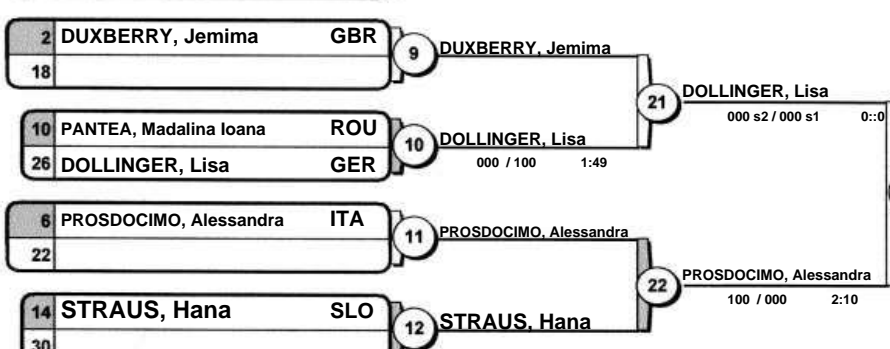 2 DUXBERRY, Jemima GBR
18
9 DUXBERRY, Jemima
21 DOLLINGER, Lisa
000 s2 / 000 s1 0::0
10 PANTEA, Madalina Ioana ROU
26 DOLLINGER, Lisa GER
10 DOLLINGER, Lisa
000 / 100 1:49
6 PROSDOCIMO, Alessandra ITA
22
11 PROSDOCIMO, Alessandra
22 PROSDOCIMO, Alessandra
100 / 000 2:10
14 STRAUS, Hana SLO
30
12 STRAUS, Hana